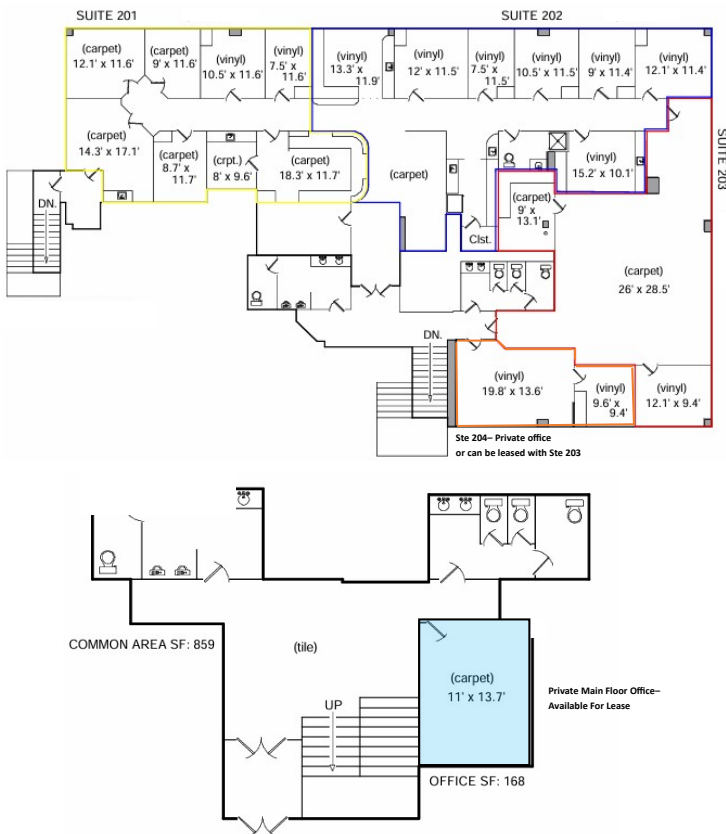 SUITE 201
SUITE 202
(carpet)
12.1' x 11.6'
(carpet)
9' x 11.6'
(vinyl)
10.5' x 11.6'
(vinyl)
7.5' x
11.6'
(vinyl)
13.3' x
11.9'
(vinyl)
12' x 11.5'
(vinyl)
7.5' x
11.5'
(vinyl)
10.5' x 11.5'
(vinyl)
9' x 11.4'
(vinyl)
12.1' x 11.4'
SUITE 203
(carpet)
14.3' x 17.1'
(carpet)
8.7' x
11.7'
(crpt.)
8' x 9.6'
(carpet)
18.3' x 11.7'
(carpet)
(vinyl)
15.2' x 10.1'
DN.
(carpet)
9' x
13.1'
Clst.
(carpet)
26' x 28.5'
DN.
(vinyl)
19.8' x 13.6'
(vinyl)
9.6' x
9.4'
(vinyl)
12.1' x 9.4'
Ste 204– Private office
or can be leased with Ste 203
COMMON AREA SF: 859
(tile)
(carpet)
11' x 13.7'
Private Main Floor Office–
Available For Lease
UP
OFFICE SF: 168